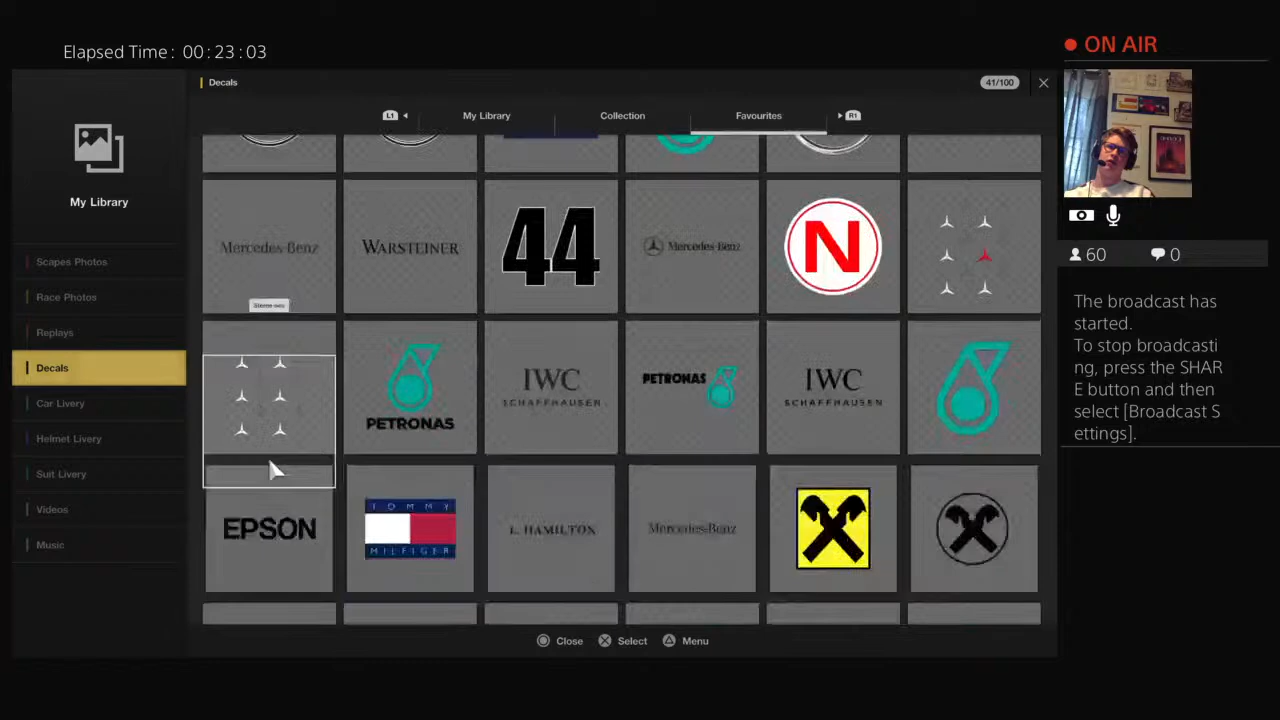 Elapsed Time: 00:23:03
ON AIR
Decals
41/100
L1
My Library
Collection
Favourites
R1
My Library
Scapes Photos
Race Photos
Replays
Decals
Car Livery
Helmet Livery
Suit Livery
Videos
Music
Mercedes-Benz
WARSTEINER
44
Mercedes-Benz
N
PETRONAS
IWC
SCHAFFHAUSEN
PETRONAS
IWC
SCHAFFHAUSEN
EPSON
TOMMY
HILFIGER
L. HAMILTON
Mercedes-Benz
Close
Select
Menu
60
0
The broadcast has
started.
To stop broadcasti
ng, press the SHAR
E button and then
select [Broadcast S
ettings].